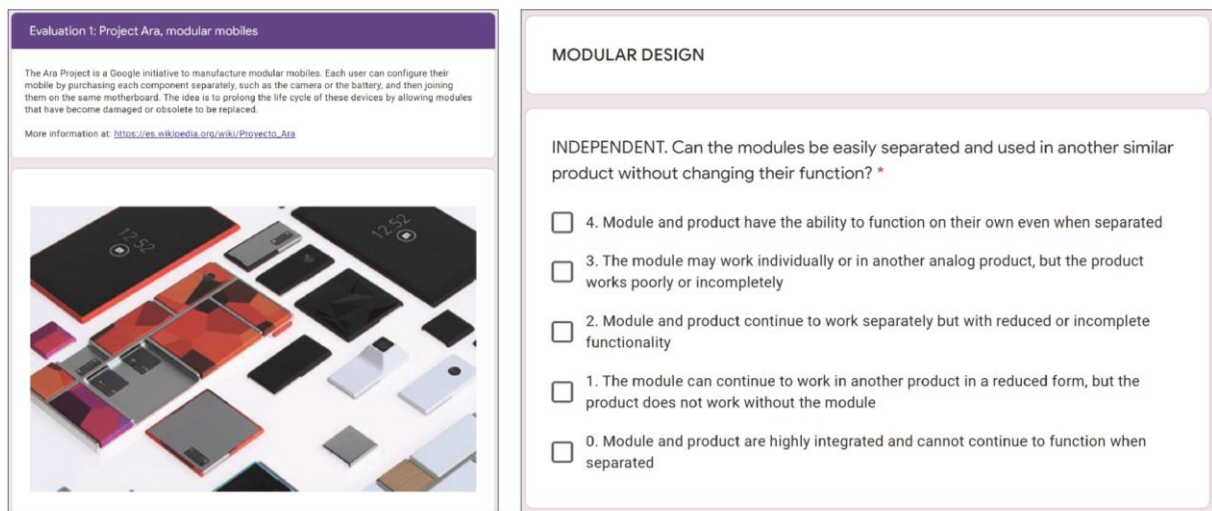 Evaluation 1: Project Ara, modular mobiles
The Ara Project is a Google initiative to manufacture modular mobiles. Each user can configure their
mobile by purchasing each component separately, such as the camera or the battery, and then joining
them on the same motherboard. The idea is to prolong the life cycle of these devices by allowing modules
that have become damaged or obsolete to be replaced.
More information at: https://es.wikipedia.org/wiki/Proyecto_Ara
12:52
12:52
MODULAR DESIGN
INDEPENDENT. Can the modules be easily separated and used in another similar
product without changing their function? *
4. Module and product have the ability to function on their own even when separated
3. The module may work individually or in another analog product, but the product
works poorly or incompletely
2. Module and product continue to work separately but with reduced or incomplete
functionality
1. The module can continue to work in another product in a reduced form, but the
product does not work without the module
0. Module and product are highly integrated and cannot continue to function when
separated